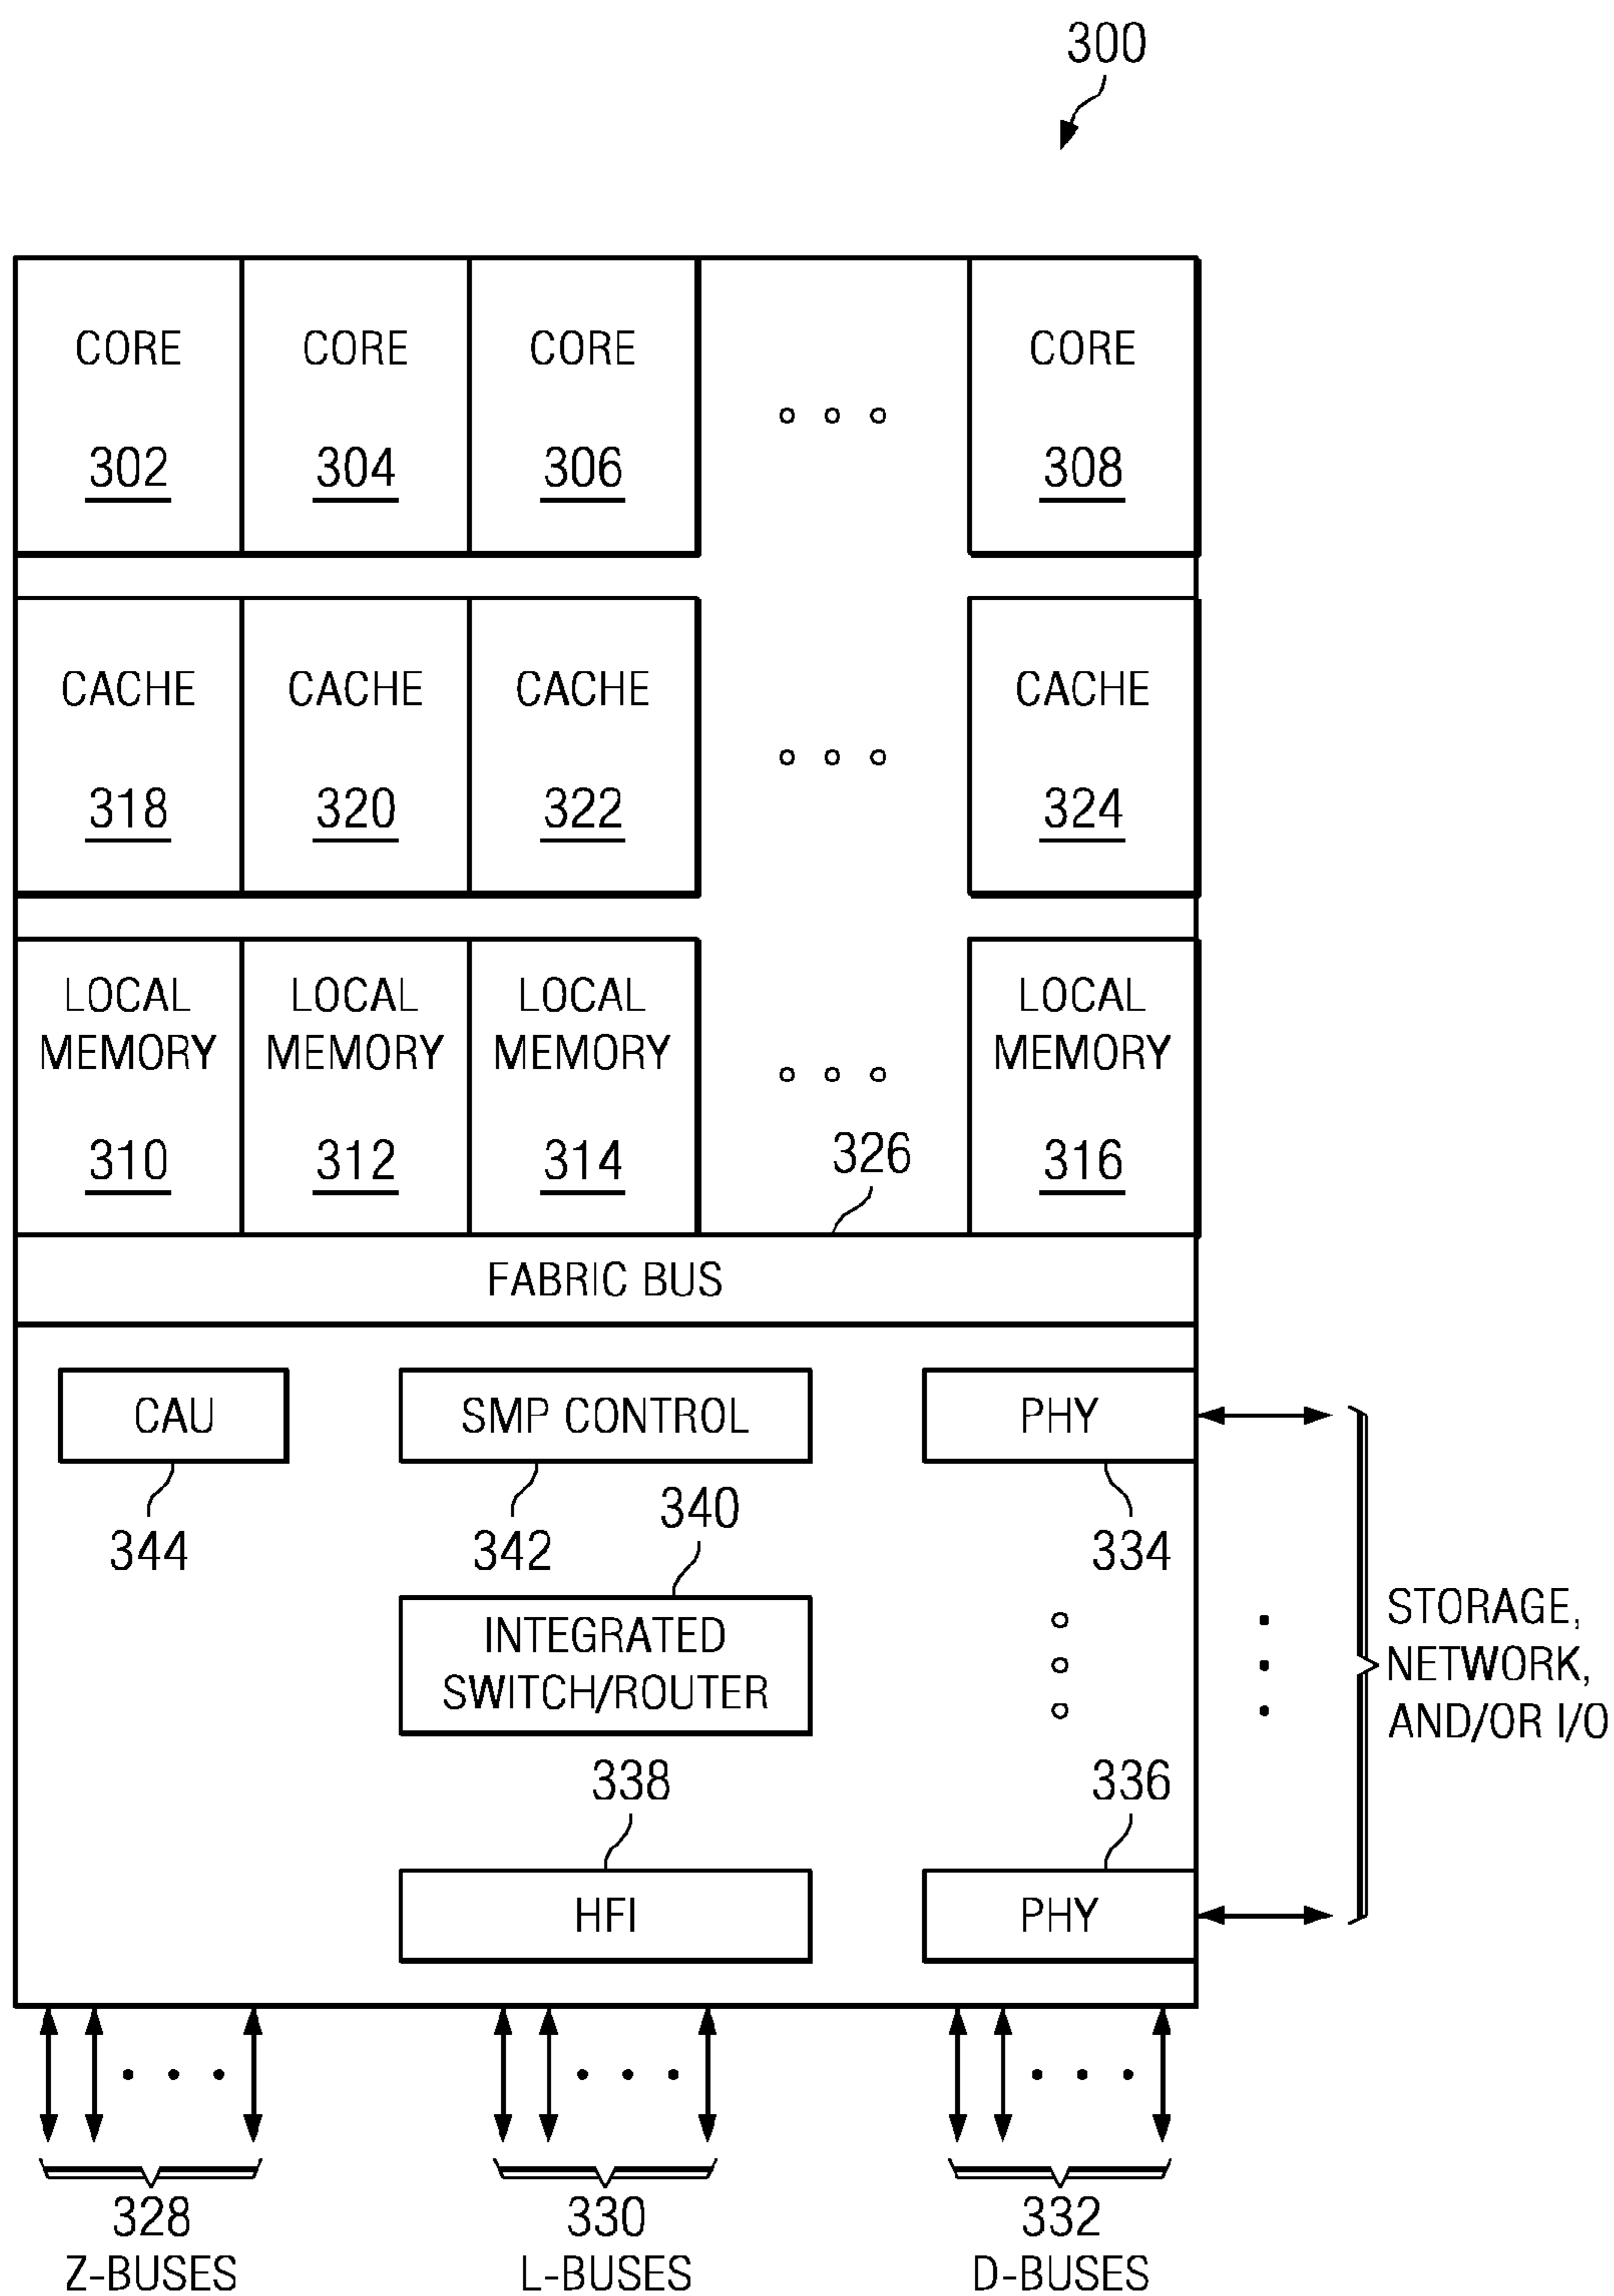 300
CORE CORE CORE CORE
302 304 306 308
CACHE CACHE CACHE CACHE
318 320 322 324
LOCAL LOCAL LOCAL LOCAL
MEMORY MEMORY MEMORY MEMORY
310 312 314 326 316
FABRIC BUS
CAU SMP CONTROL PHY
344 342 340 334
INTEGRATED
SWITCH/ROUTER
STORAGE,
NETWORK,
AND/OR I/O
338 336
HFI PHY
328 330 332
Z-BUSES L-BUSES D-BUSES